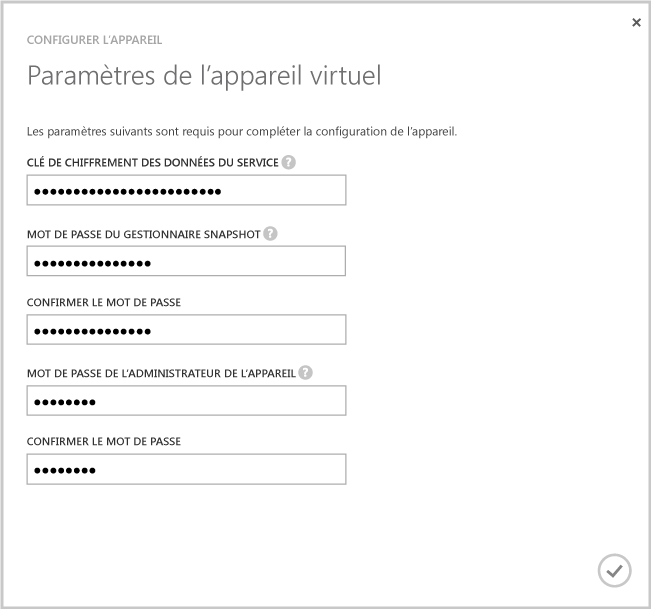 CONFIGURER L'APPAREIL
Paramètres de l'appareil virtuel
Les paramètres suivants sont requis pour compléter la configuration de l'appareil.
CLÉ DE CHIFFREMENT DES DONNÉES DU SERVICE ?
●●●●●●●●●●●●●●●●●●●●●●●●
MOT DE PASSE DU GESTIONNAIRE SNAPSHOT ?
●●●●●●●●●●●●●●●
CONFIRMER LE MOT DE PASSE
●●●●●●●●●●●●●●●
MOT DE PASSE DE L'ADMINISTRATEUR DE L'APPAREIL ?
●●●●●●●●
CONFIRMER LE MOT DE PASSE
●●●●●●●●